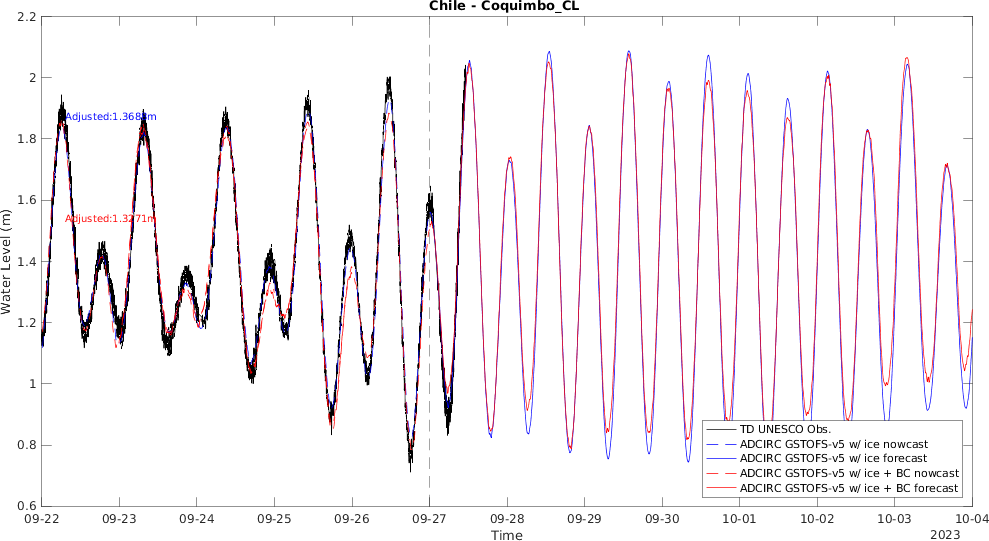 Chile - Coquimbo_CL
2.2
2
1.8
1.6
1.4
1.2
1
0.8
0.6
Water Level (m)
Adjusted:1.3684m
Adjusted:1.3271m
TD UNESCO Obs.
ADCIRC GSTOFS-v5 w/ ice nowcast
ADCIRC GSTOFS-v5 w/ ice forecast
ADCIRC GSTOFS-v5 w/ ice + BC nowcast
ADCIRC GSTOFS-v5 w/ ice + BC forecast
09-22 09-23 09-24 09-25 09-26 09-27 09-28 09-29 09-30 10-01 10-02 10-03 10-04
Time
2023